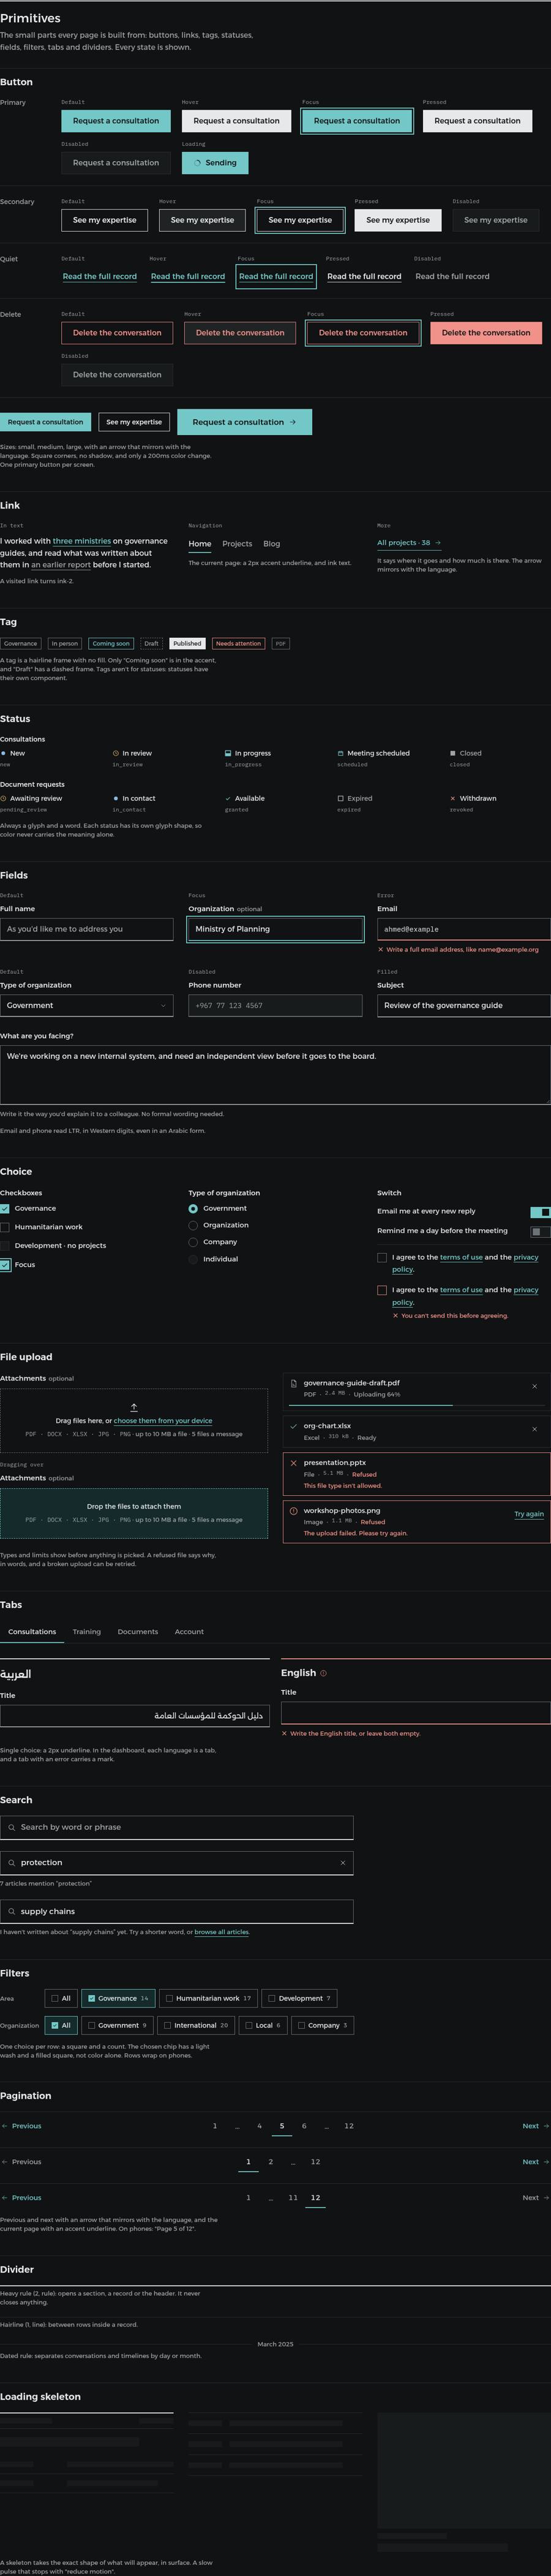 Primitives
The small parts every page is built from: buttons, links, tags, statuses,
fields, filters, tabs and dividers. Every state is shown.
Button
Primary
Default
Hover
Focus
Pressed
Request a consultation
Request a consultation
Request a consultation
Request a consultation
Disabled
Loading
Request a consultation
Sending
Secondary
Default
Hover
Focus
Pressed
Disabled
See my expertise
See my expertise
See my expertise
See my expertise
See my expertise
Quiet
Default
Hover
Focus
Pressed
Disabled
Read the full record
Read the full record
Read the full record
Read the full record
Read the full record
Delete
Default
Hover
Focus
Pressed
Delete the conversation
Delete the conversation
Delete the conversation
Delete the conversation
Disabled
Delete the conversation
Request a consultation
See my expertise
Request a consultation →
Sizes: small, medium, large, with an arrow that mirrors with the
language. Square corners, no shadow, and only a 200ms color change.
One primary button per screen.
Link
In text
I worked with three ministries on governance
guides, and read what was written about
them in an earlier report before I started.
A visited link turns ink-2.
Navigation
Home Projects Blog
The current page: a 2px accent underline, and ink text.
More
All projects · 38 →
It says where it goes and how much is there. The arrow
mirrors with the language.
Tag
Governance
In person
Coming soon
Draft
Published
Needs attention
PDF
A tag is a hairline frame with no fill. Only "Coming soon" is in the accent,
and "Draft" has a dashed frame. Tags aren't for statuses: statuses have
their own component.
Status
Consultations
New
In review
In progress
Meeting scheduled
Closed
new
in_review
in_progress
scheduled
closed
Document requests
Awaiting review
In contact
Available
Expired
Withdrawn
pending_review
in_contact
granted
expired
revoked
Always a glyph and a word. Each status has its own glyph shape, so
color never carries the meaning alone.
Fields
Default
Full name
As you'd like me to address you
Focus
Organization optional
Ministry of Planning
Error
Email
ahmed@example
Write a full email address, like name@example.org
Default
Type of organization
Government
Disabled
Phone number
+967 77 123 4567
Filled
Subject
Review of the governance guide
What are you facing?
We're working on a new internal system, and need an independent view before it goes to the board.
Write it the way you'd explain it to a colleague. No formal wording needed.
Email and phone read LTR, in Western digits, even in an Arabic form.
Choice
Checkboxes
Governance
Humanitarian work
Development · no projects
Focus
Type of organization
Government
Organization
Company
Individual
Switch
Email me at every new reply
Remind me a day before the meeting
I agree to the terms of use and the privacy
policy.
I agree to the terms of use and the privacy
policy.
You can't send this before agreeing.
File upload
Attachments optional
Drag files here, or choose them from your device
PDF · DOCX · XLSX · JPG · PNG · up to 10 MB a file · 5 files a message
Dragging over
Attachments optional
Drop the files to attach them
PDF · DOCX · XLSX · JPG · PNG · up to 10 MB a file · 5 files a message
governance-guide-draft.pdf
PDF · 2.4 MB · Uploading 64%
org-chart.xlsx
Excel · 310 kB · Ready
presentation.pptx
File · 5.1 MB · Refused
This file type isn't allowed.
workshop-photos.png
Image · 1.1 MB · Refused
The upload failed. Please try again.
Try again
Types and limits show before anything is picked. A refused file says why,
in words, and a broken upload can be retried.
Tabs
Consultations Training Documents Account
العربية
Title
دليل الحوكمة للمؤسسات العامة
English
Title
Write the English title, or leave both empty.
Single choice: a 2px underline. In the dashboard, each language is a tab,
and a tab with an error carries a mark.
Search
Search by word or phrase
protection
7 articles mention "protection"
supply chains
I haven't written about "supply chains" yet. Try a shorter word, or browse all articles.
Filters
Area
All
Governance 14
Humanitarian work 17
Development 7
Organization
All
Government 9
International 20
Local 6
Company 3
One choice per row: a square and a count. The chosen chip has a light
wash and a filled square, not color alone. Rows wrap on phones.
Pagination
← Previous 1 … 4 5 6 … 12 Next →
← Previous 1 2 … 12 Next →
← Previous 1 … 11 12 Next →
Previous and next with an arrow that mirrors with the language, and the
current page with an accent underline. On phones: "Page 5 of 12".
Divider
Heavy rule (2, rule): opens a section, a record or the header. It never
closes anything.
Hairline (1, line): between rows inside a record.
March 2025
Dated rule: separates conversations and timelines by day or month.
Loading skeleton
A skeleton takes the exact shape of what will appear, in surface. A slow
pulse that stops with "reduce motion".